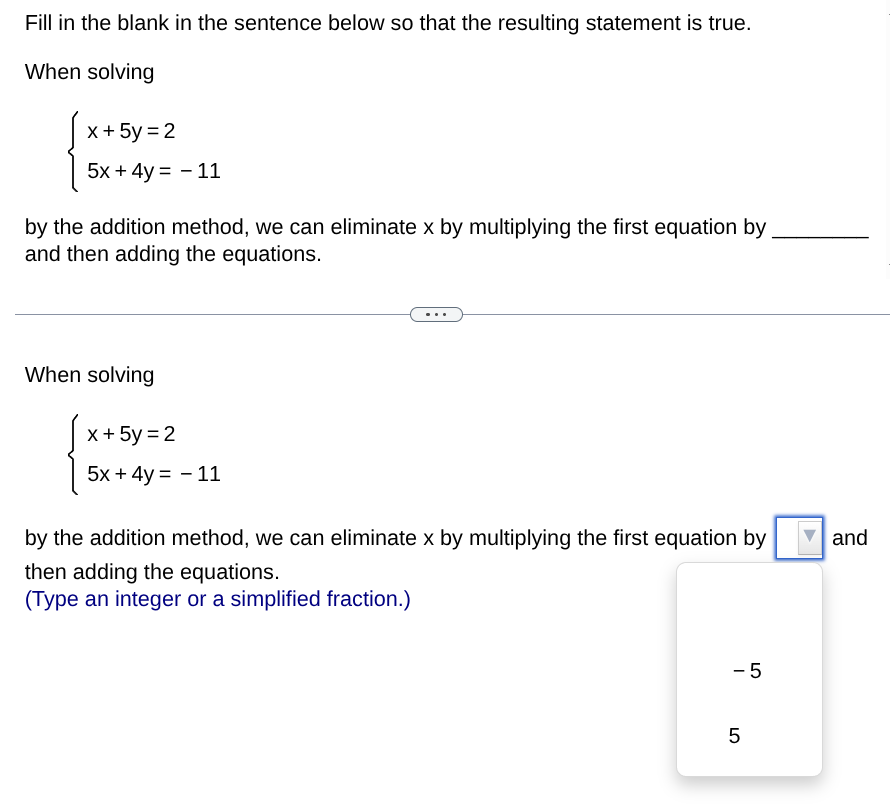 Fill in the blank in the sentence below so that the resulting statement is true.
When solving
x + 5y = 2
5x + 4y = − 11
by the addition method, we can eliminate x by multiplying the first equation by ________
and then adding the equations.
When solving
x + 5y = 2
5x + 4y = − 11
by the addition method, we can eliminate x by multiplying the first equation by ▼ and
then adding the equations.
(Type an integer or a simplified fraction.)
− 5
5